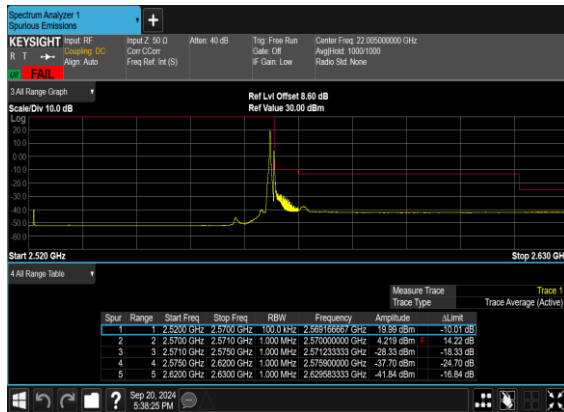 Spectrum Analyzer 1
Spurious Emissions
KEYSIGHT Input: RF Input Z: 50 Ω Atten: 40 dB Trig: Free Run Center Freq: 22.005000000 GHz
R T Coupling: DC Corr CCorr Gate: Off Avg|Hold: 1000/1000
Align: Auto Freq Ref: Int (S) IF Gain: Low Radio Std: None
FAIL
3 All Range Graph
Ref Lvl Offset 8.60 dB
Scale/Div 10.0 dB Ref Value 30.00 dBm
Log
20.0
10.0
0.00
-10.0
-20.0
-30.0
-40.0
-50.0
-60.0
Start 2.520 GHz Stop 2.630 GHz
4 All Range Table
Measure Trace Trace 1
Trace Type Trace Average (Active)
Spur Range Start Freq Stop Freq RBW Frequency Amplitude ΔLimit
1 1 2.5200 GHz 2.5700 GHz 100.0 kHz 2.569166667 GHz 19.99 dBm -10.01 dB
2 2 2.5700 GHz 2.5710 GHz 1.000 MHz 2.570000000 GHz 4.219 dBm F 14.22 dB
3 3 2.5710 GHz 2.5750 GHz 1.000 MHz 2.571233333 GHz -28.33 dBm -18.33 dB
4 4 2.5750 GHz 2.6200 GHz 1.000 MHz 2.575900000 GHz -37.70 dBm -24.70 dB
5 5 2.6200 GHz 2.6300 GHz 1.000 MHz 2.629583333 GHz -41.84 dBm -16.84 dB
Sep 20, 2024
5:38:25 PM